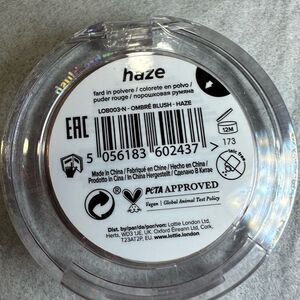 haze
fard in polvere / colorete en polvo /
puder rouge / порошковая румяна
LOB003-N - OMBRÉ BLUSH - HAZE
EAC
12M
> 173
5 056183 602437
Made in China / Fabriqué en Chine / Hecho en China /
Prodotto in Cina / In China Hergestellt / Сделано В Китае
PETA APPROVED
Vegan | Global Animal Test Policy
Dist. by/par/da/por/von: Lottie London Ltd,
Herts, WD3 1JE, UK. Oxford Eireann Ltd, Cork,
T23AT2P, EU. www.lottie.london